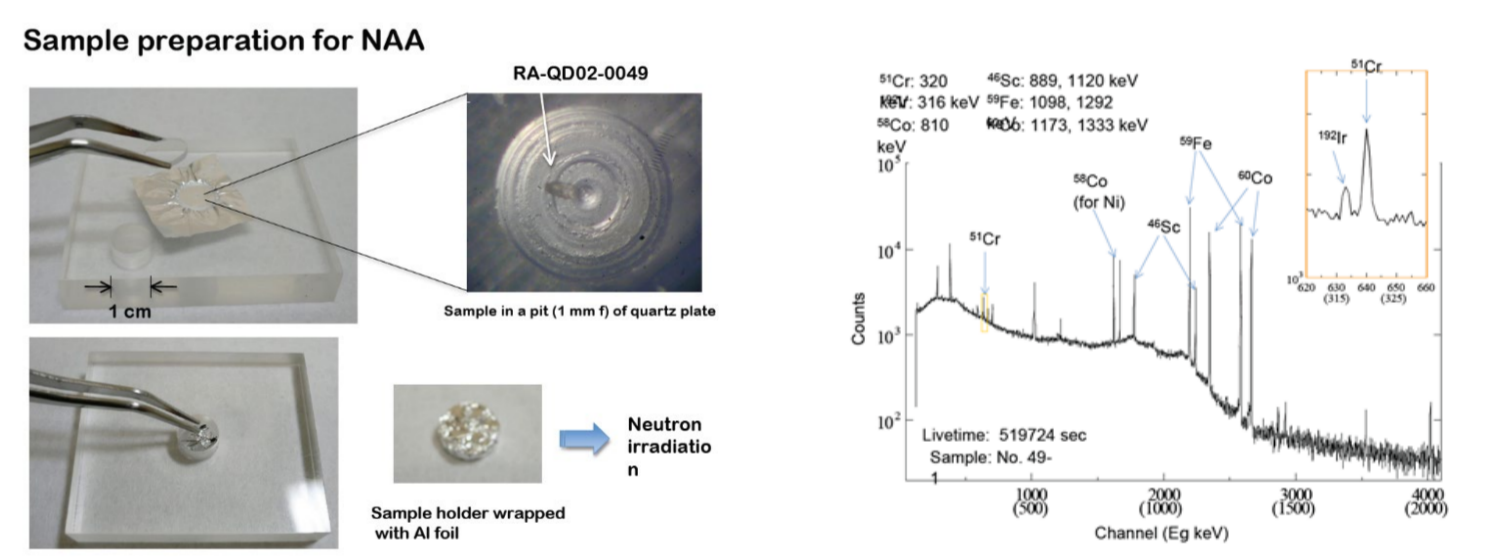 Sample preparation for NAA
RA-QD02-0049
1 cm
Sample in a pit (1 mm f) of quartz plate
Neutron
irradiatio
n
Sample holder wrapped
with Al foil
51Cr: 320 46Sc: 889, 1120 keV
keV: 316 keV 59Fe: 1098, 1292
58Co: 810 keV: 1173, 1333 keV
keV
51Cr
192Ir
10³
620 630 640 650 660
(315) (325)
59Fe
60Co
58Co
(for Ni)
46Sc
51Cr
10⁵
10⁴
10³
10²
Counts
Livetime: 519724 sec
Sample: No. 49-
1
1000 2000 3000 4000
(500) (1000) (1500) (2000)
Channel (Eg keV)